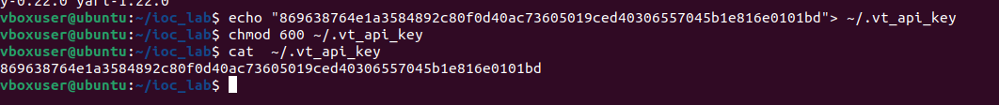 y-0.22.0 yarl-1.22.0
vboxuser@ubuntu:~/ioc_lab$ echo "869638764e1a3584892c80f0d40ac73605019ced40306557045b1e816e0101bd"> ~/.vt_api_key
vboxuser@ubuntu:~/ioc_lab$ chmod 600 ~/.vt_api_key
vboxuser@ubuntu:~/ioc_lab$ cat  ~/.vt_api_key
869638764e1a3584892c80f0d40ac73605019ced40306557045b1e816e0101bd
vboxuser@ubuntu:~/ioc_lab$